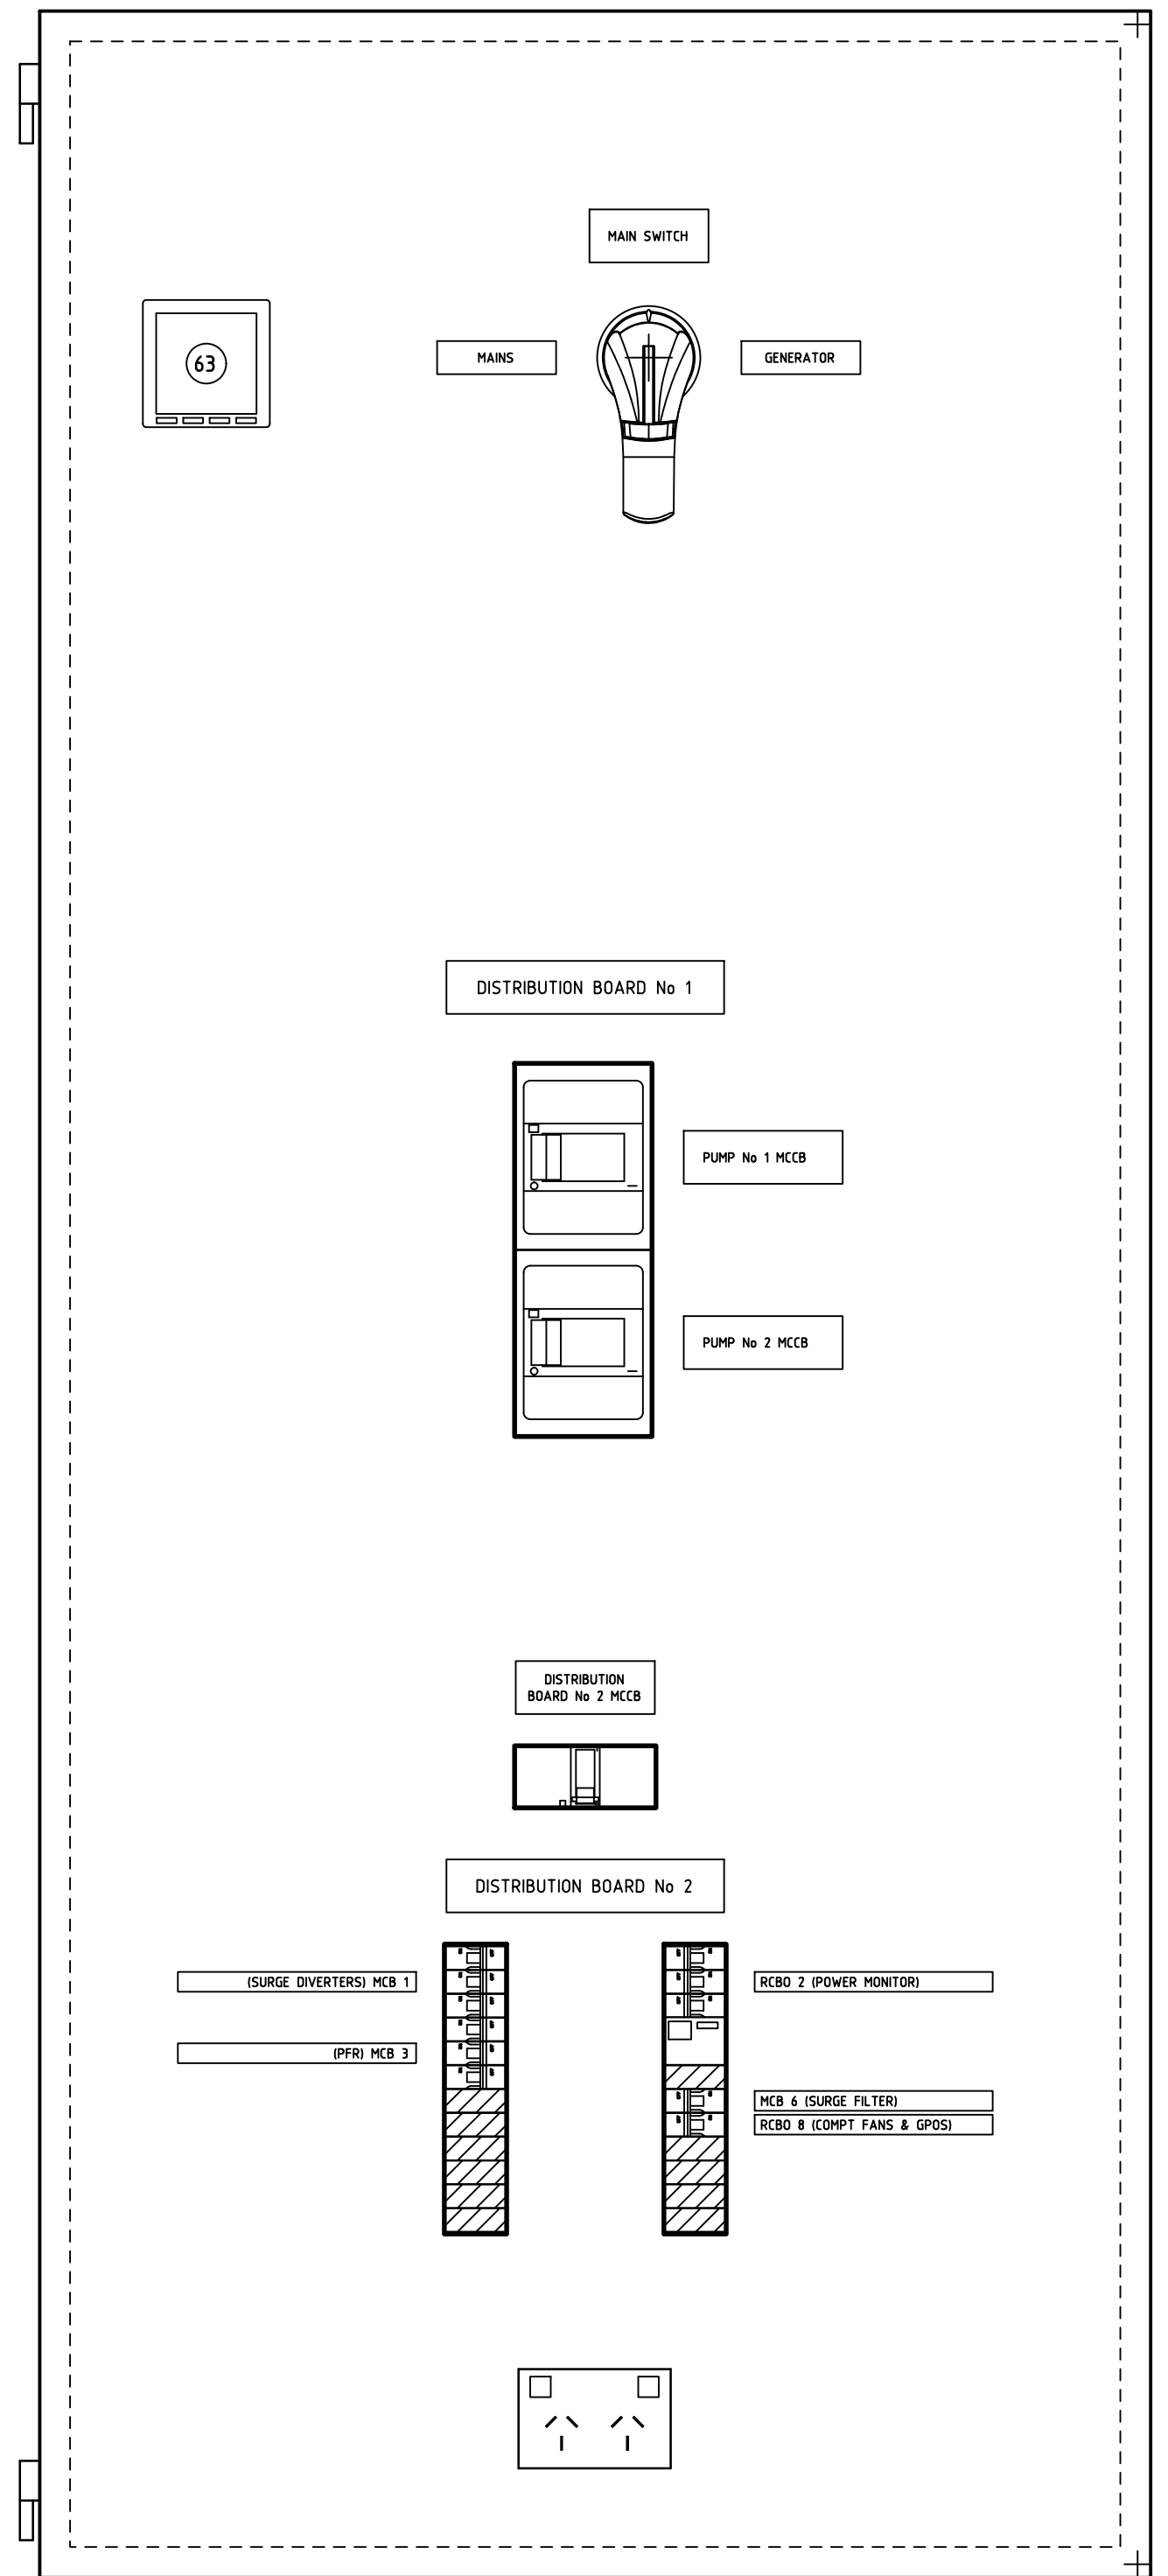 MAIN SWITCH
MAINS
GENERATOR
63
DISTRIBUTION BOARD No 1
PUMP No 1 MCCB
PUMP No 2 MCCB
DISTRIBUTION
BOARD No 2 MCCB
DISTRIBUTION BOARD No 2
(SURGE DIVERTERS) MCB 1
RCBO 2 (POWER MONITOR)
(PFR) MCB 3
MCB 6 (SURGE FILTER)
RCBO 8 (COMPT FANS & GPOS)